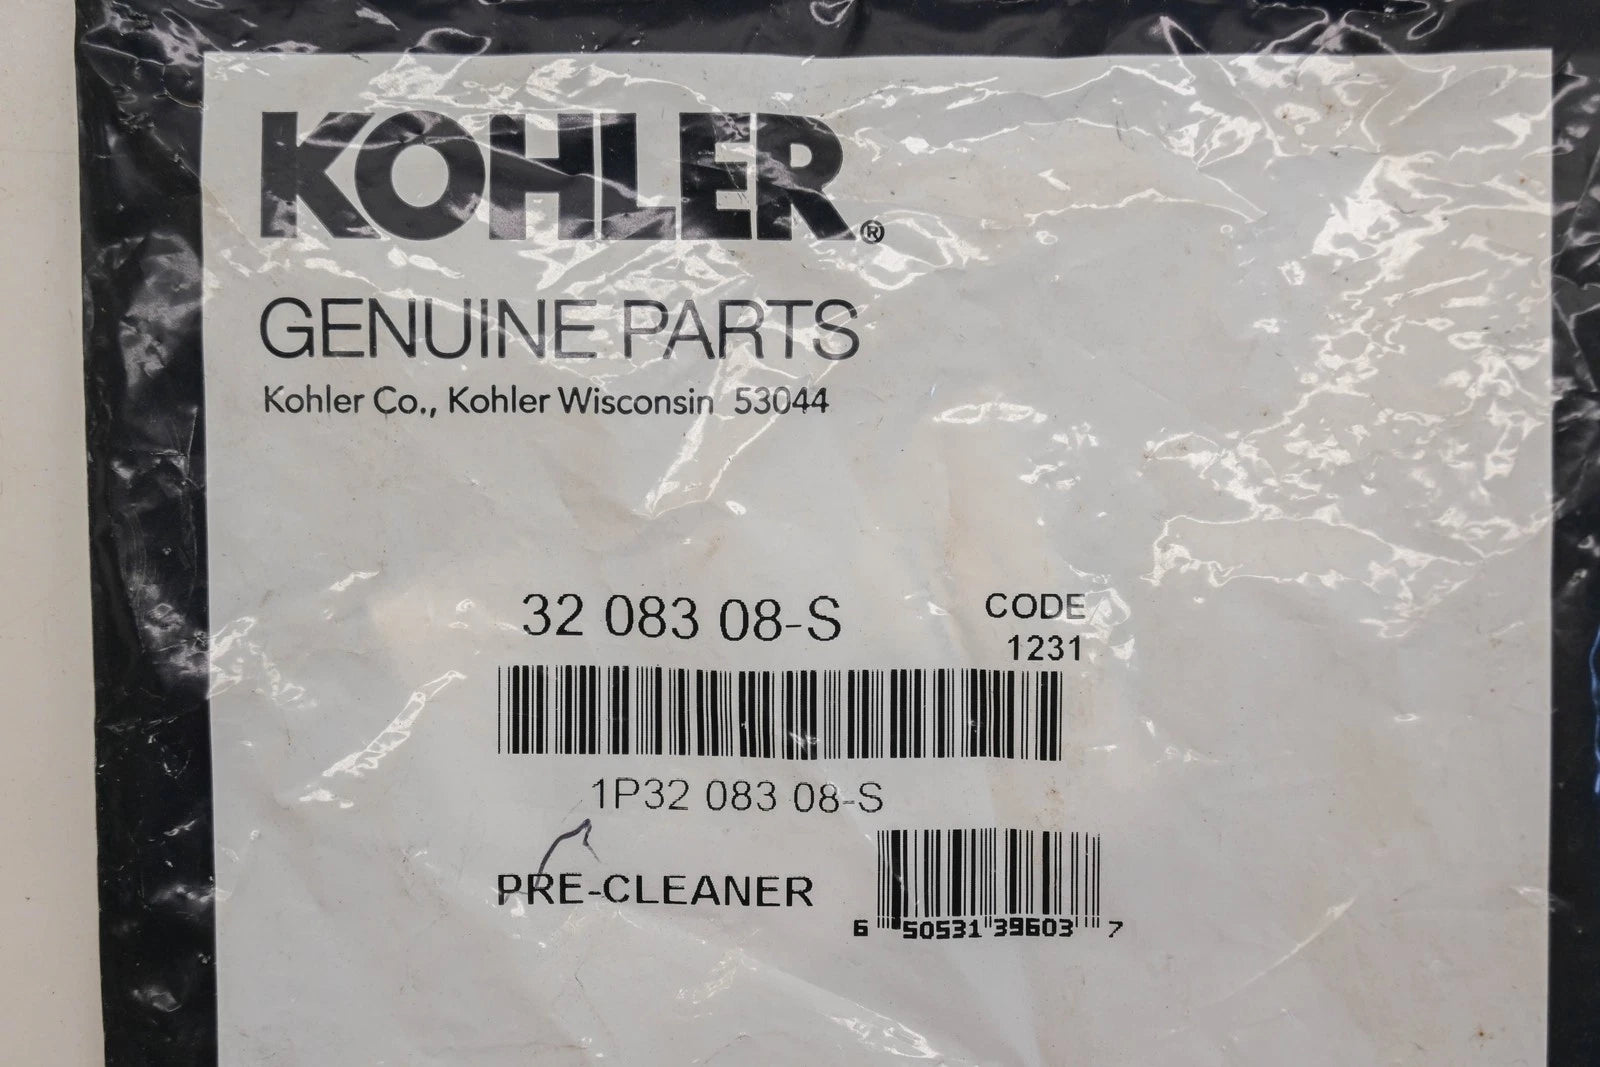 KOHLER®
GENUINE PARTS
Kohler Co., Kohler Wisconsin 53044
32 083 08-S
CODE
1231
1P32 083 08-S
PRE-CLEANER
6 50531 39603 7